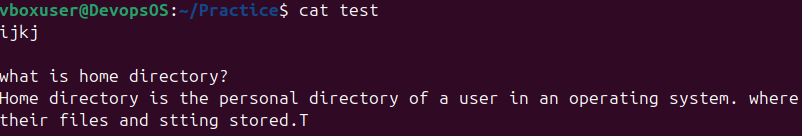 vboxuser@DevopsOS:~/Practice$ cat test
ijkj
what is home directory?
Home directory is the personal directory of a user in an operating system. where
their files and stting stored.T